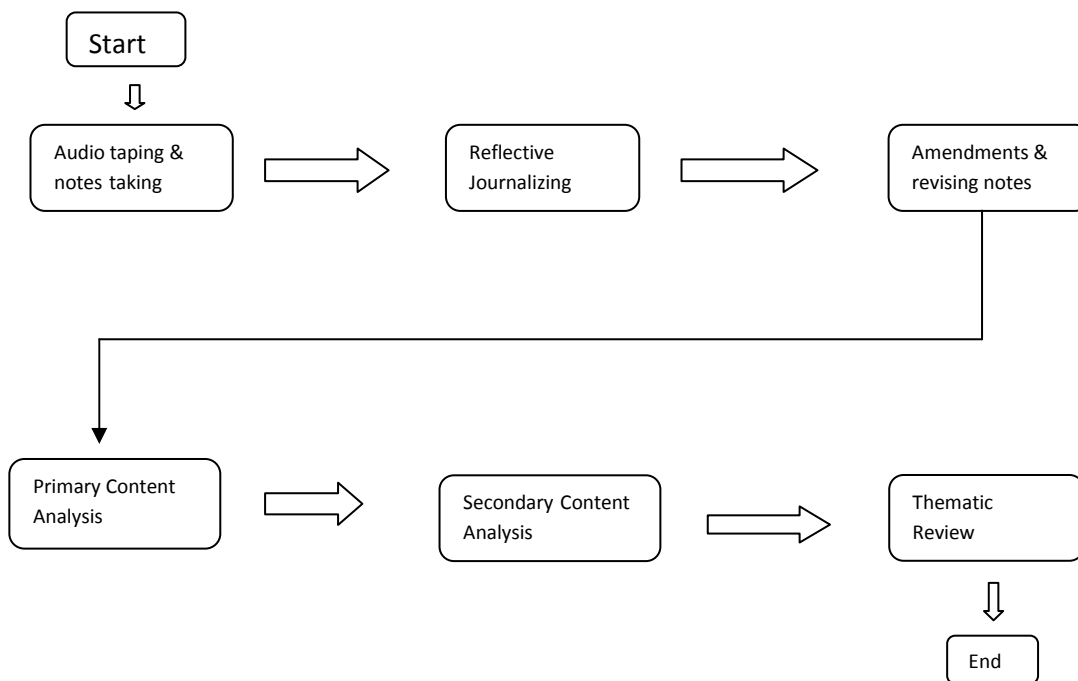 Start
Audio taping &
notes taking
Reflective
Journalizing
Amendments &
revising notes
Primary Content
Analysis
Secondary Content
Analysis
Thematic
Review
End